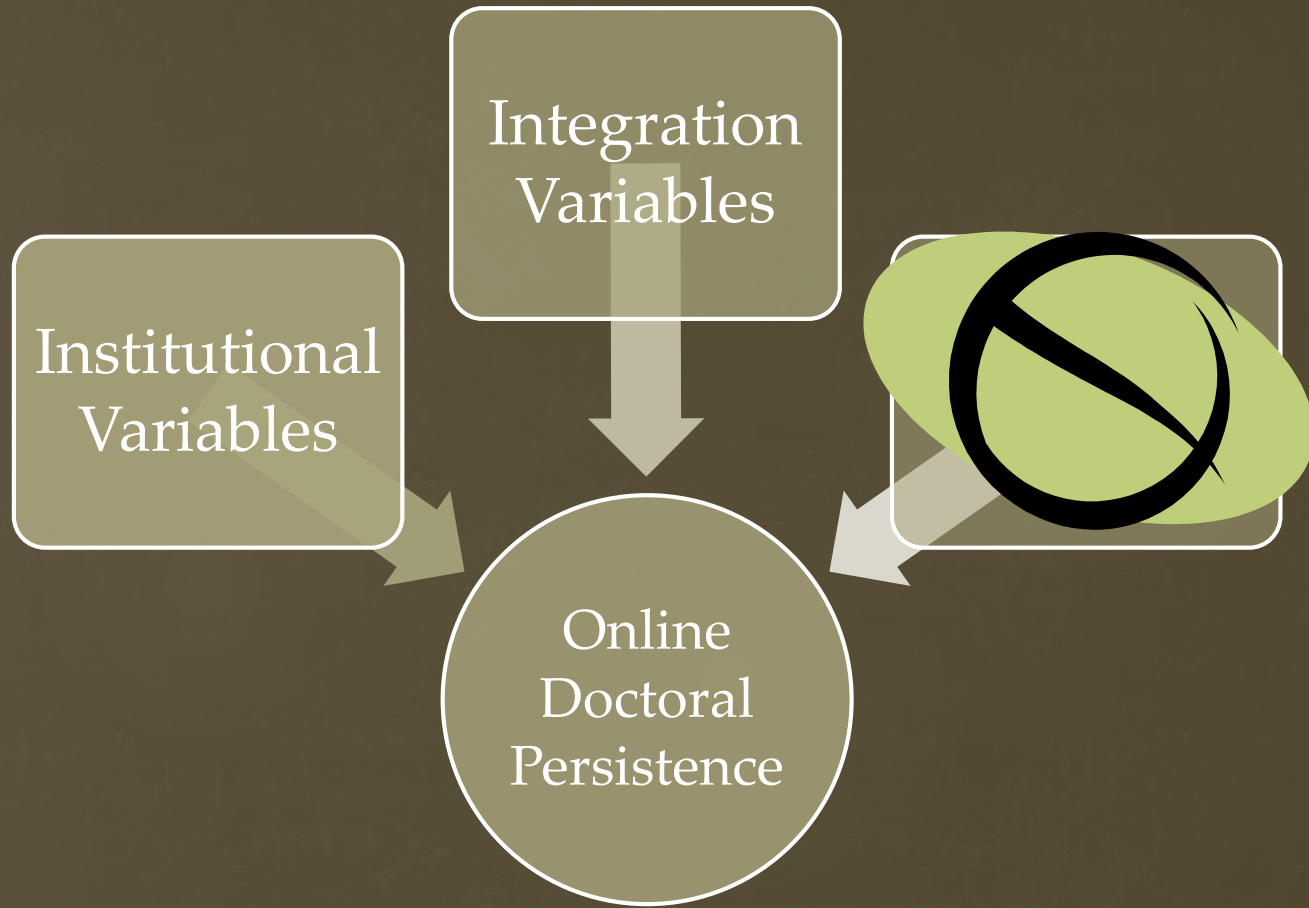 Integration
Variables
Institutional
Variables
Online
Doctoral
Persistence